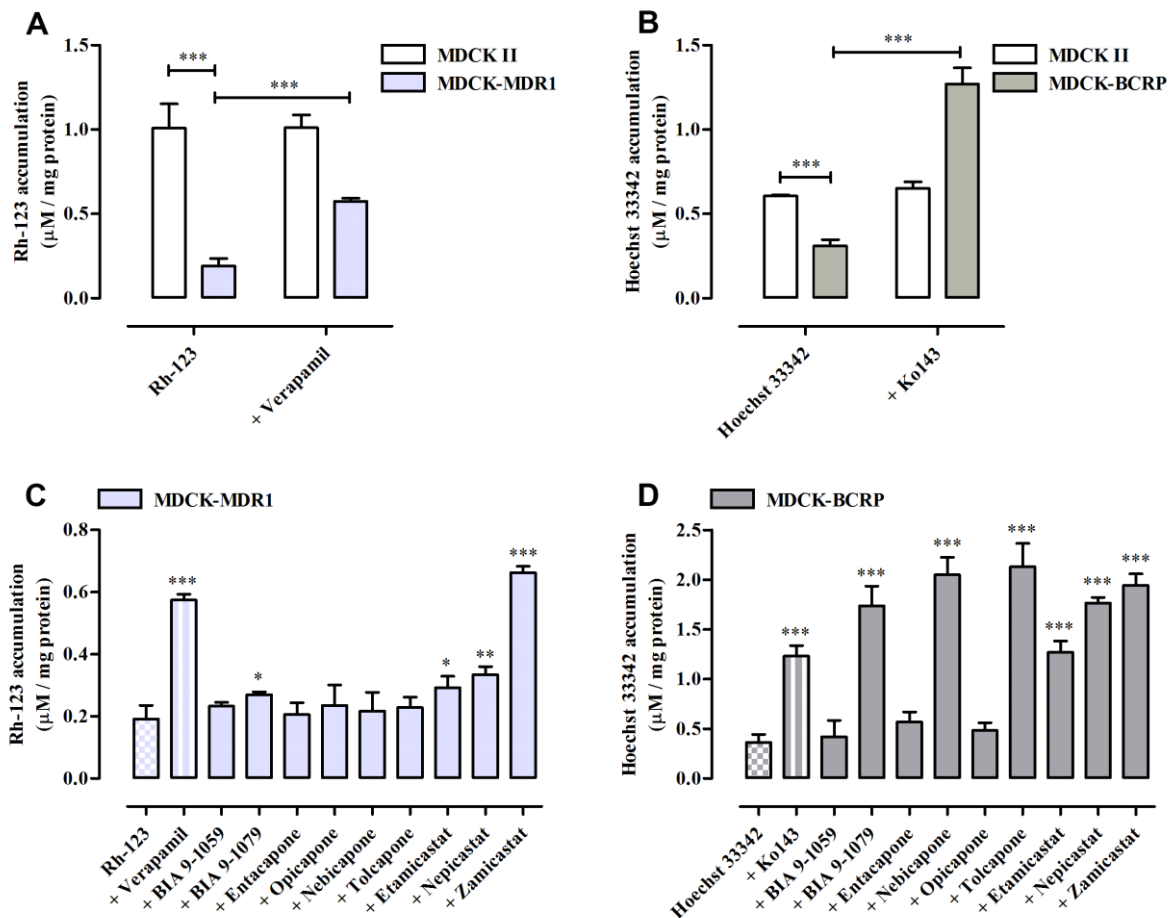 A
Rh-123 accumulation
(μM / mg protein)
1.5
1.0
0.5
0.0
***
***
MDCK II
MDCK-MDR1
Rh-123
+ Verapamil
B
Hoechst 33342 accumulation
(μM / mg protein)
1.5
1.0
0.5
0.0
***
***
MDCK II
MDCK-BCRP
Hoechst 33342
+ Ko143
C
MDCK-MDR1
Rh-123 accumulation
(μM / mg protein)
0.8
0.6
0.4
0.2
0.0
***
*
*
**
***
Rh-123
+ Verapamil
+ BIA 9-1059
+ BIA 9-1079
+ Entacapone
+ Opicapone
+ Nebicapone
+ Tolcapone
+ Etamicastat
+ Nepicastat
+ Zamicastat
D
MDCK-BCRP
Hoechst 33342 accumulation
(μM / mg protein)
2.5
2.0
1.5
1.0
0.5
0.0
***
***
***
***
***
***
***
Hoechst 33342
+ Ko143
+ BIA 9-1059
+ BIA 9-1079
+ Entacapone
+ Nebicapone
+ Opicapone
+ Tolcapone
+ Etamicastat
+ Nepicastat
+ Zamicastat